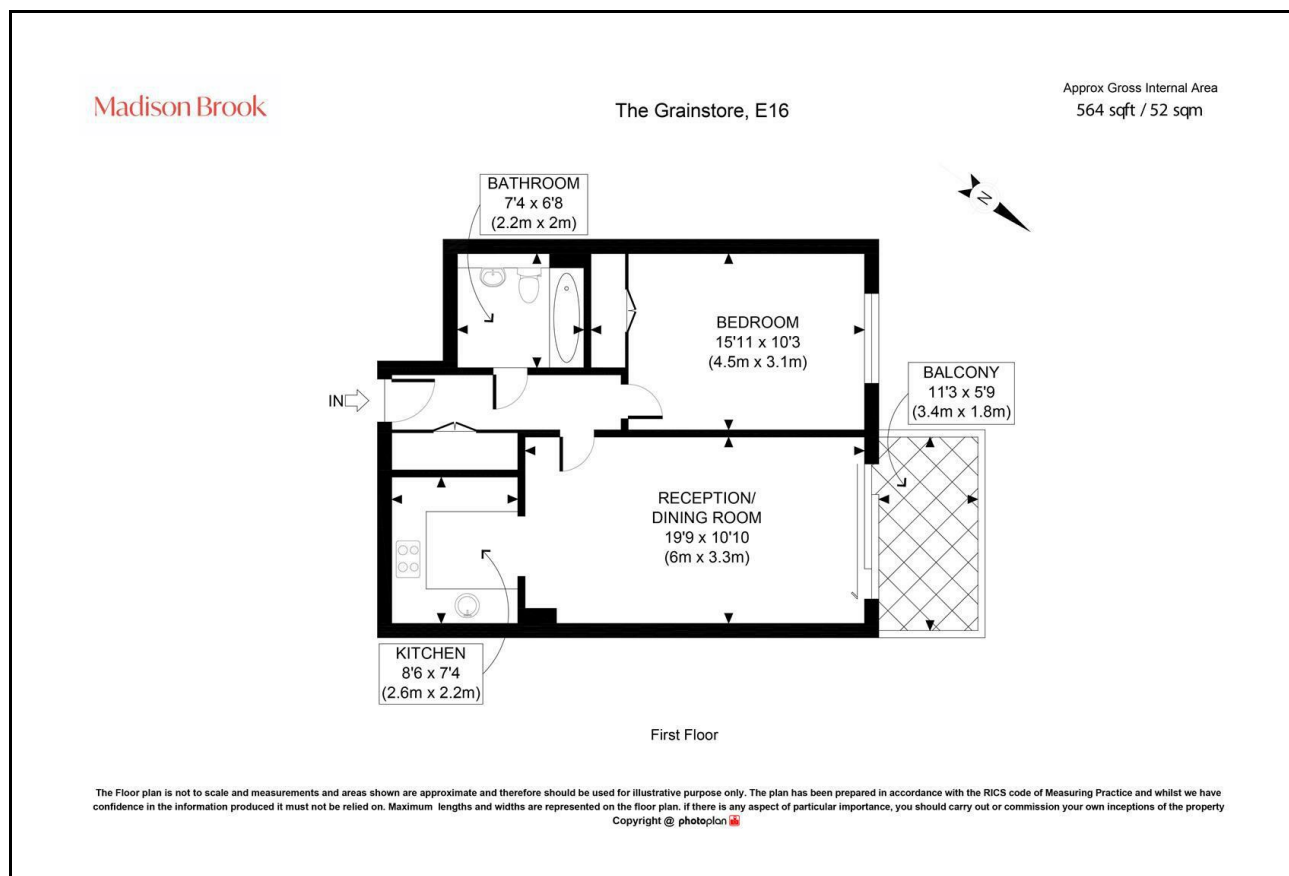 Madison Brook
The Grainstore, E16
Approx Gross Internal Area
564 sqft / 52 sqm
N
BATHROOM
7'4 x 6'8
(2.2m x 2m)
BEDROOM
15'11 x 10'3
(4.5m x 3.1m)
BALCONY
11'3 x 5'9
(3.4m x 1.8m)
IN
RECEPTION/
DINING ROOM
19'9 x 10'10
(6m x 3.3m)
KITCHEN
8'6 x 7'4
(2.6m x 2.2m)
First Floor
The Floor plan is not to scale and measurements and areas shown are approximate and therefore should be used for illustrative purpose only. The plan has been prepared in accordance with the RICS code of Measuring Practice and whilst we have
confidence in the information produced it must not be relied on. Maximum lengths and widths are represented on the floor plan. if there is any aspect of particular importance, you should carry out or commission your own inceptions of the property
Copyright @ photoplan